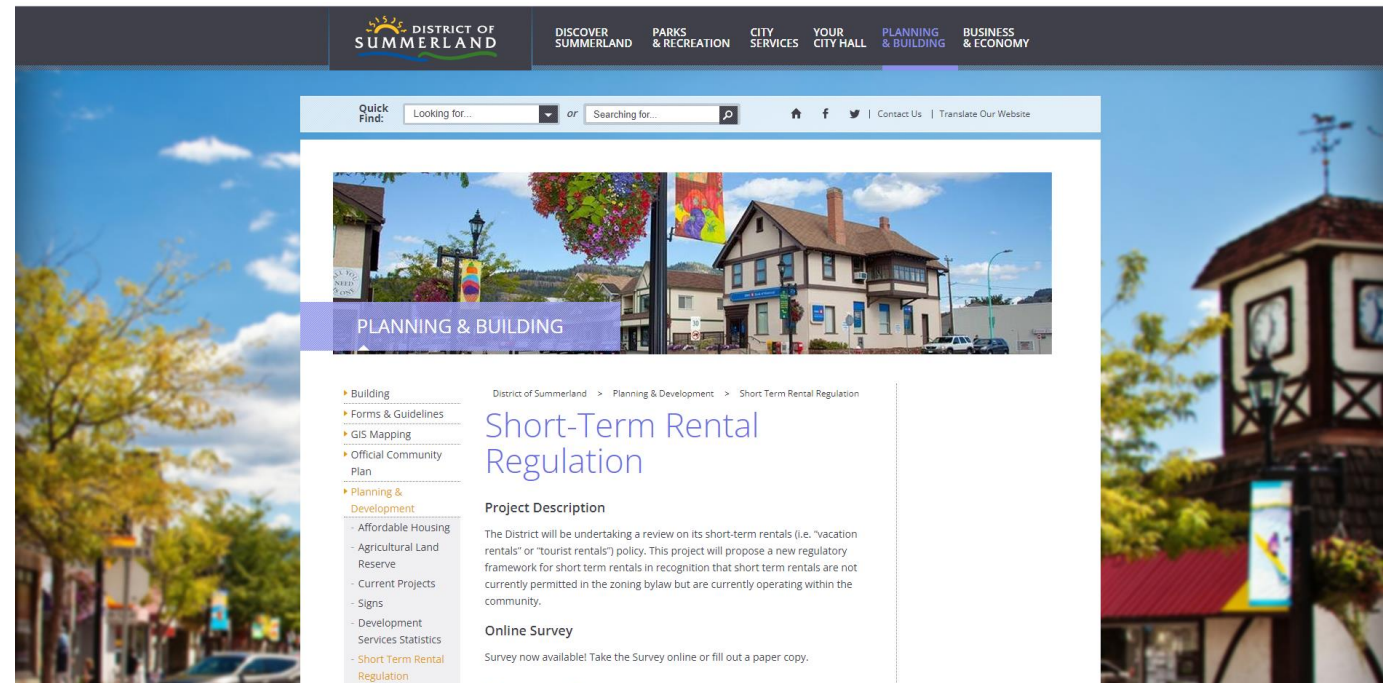 DISTRICT OF
SUMMERLAND
DISCOVER
SUMMERLAND
PARKS
& RECREATION
CITY
SERVICES
YOUR
CITY HALL
PLANNING
& BUILDING
BUSINESS
& ECONOMY
Quick
Find:
Looking for...
or
Searching for...
| Contact Us | Translate Our Website
PLANNING & BUILDING
Building
Forms & Guidelines
GIS Mapping
Official Community
Plan
Planning &
Development
- Affordable Housing
- Agricultural Land
Reserve
- Current Projects
- Signs
- Development
Services Statistics
- Short Term Rental
Regulation
District of Summerland > Planning & Development > Short Term Rental Regulation
Short-Term Rental
Regulation
Project Description
The District will be undertaking a review on its short-term rentals (i.e. "vacation
rentals" or "tourist rentals") policy. This project will propose a new regulatory
framework for short term rentals in recognition that short term rentals are not
currently permitted in the zoning bylaw but are currently operating within the
community.
Online Survey
Survey now available! Take the Survey online or fill out a paper copy.